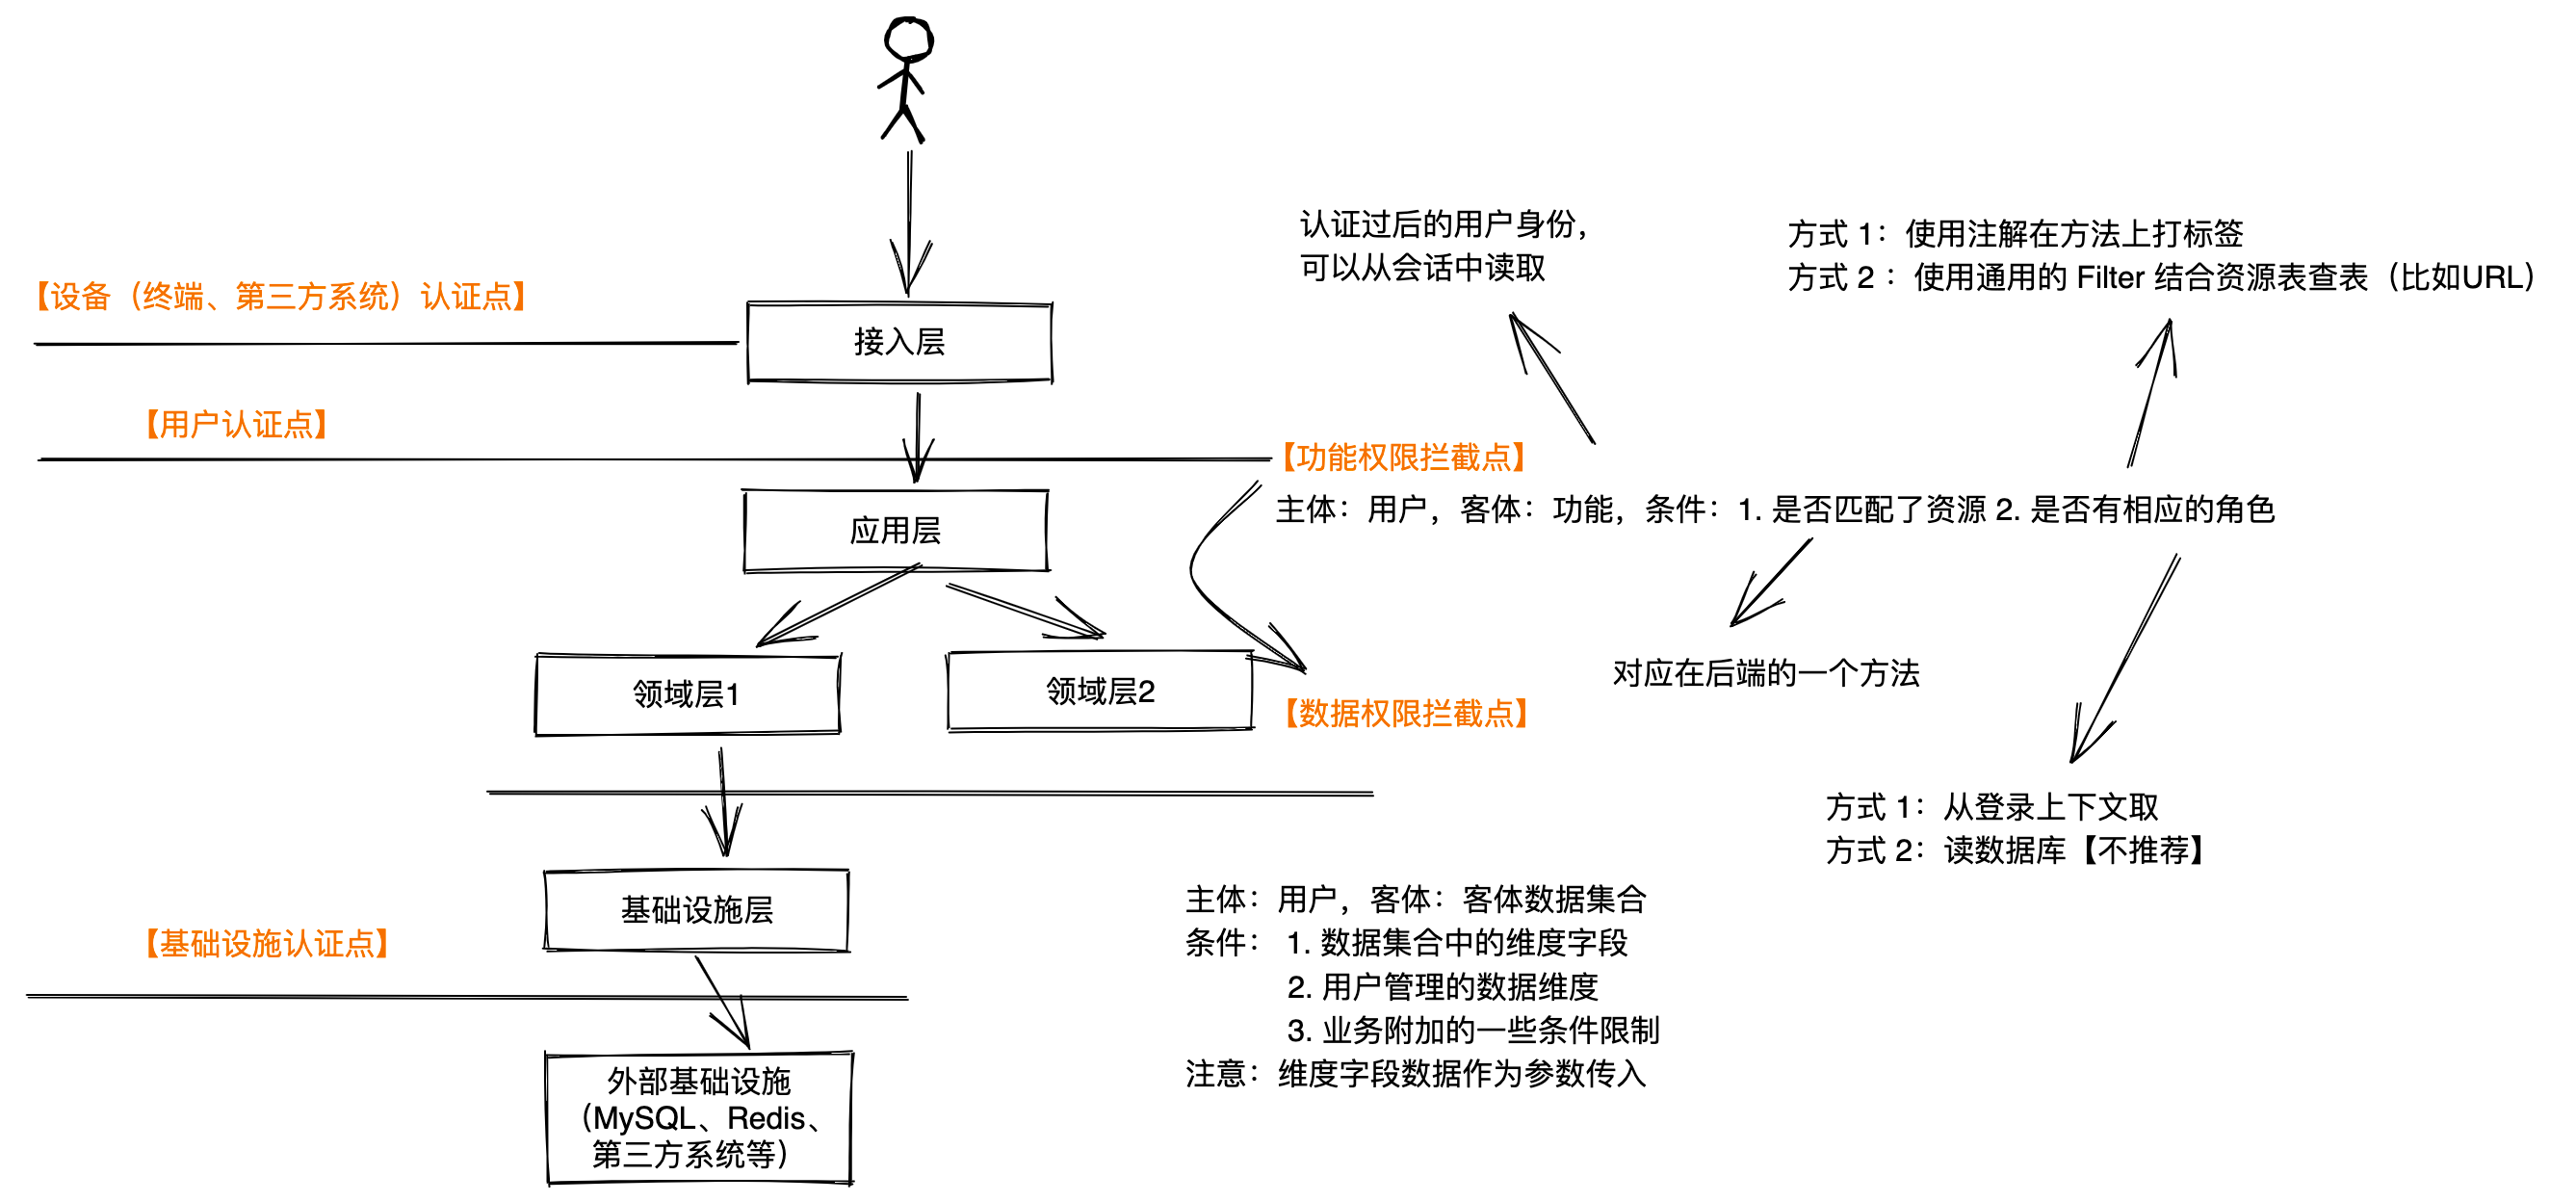 认证过后的用户身份，
可以从会话中读取
方式 1：使用注解在方法上打标签
方式 2 ：使用通用的 Filter 结合资源表查表（比如URL）
【设备（终端、第三方系统）认证点】
接入层
【用户认证点】
【功能权限拦截点】
主体：用户，客体：功能，条件：1. 是否匹配了资源 2. 是否有相应的角色
应用层
领域层1
领域层2
对应在后端的一个方法
【数据权限拦截点】
方式 1：从登录上下文取
方式 2：读数据库【不推荐】
基础设施层
主体：用户，客体：客体数据集合
条件： 1. 数据集合中的维度字段
2. 用户管理的数据维度
3. 业务附加的一些条件限制
注意：维度字段数据作为参数传入
【基础设施认证点】
外部基础设施
（MySQL、Redis、
第三方系统等）